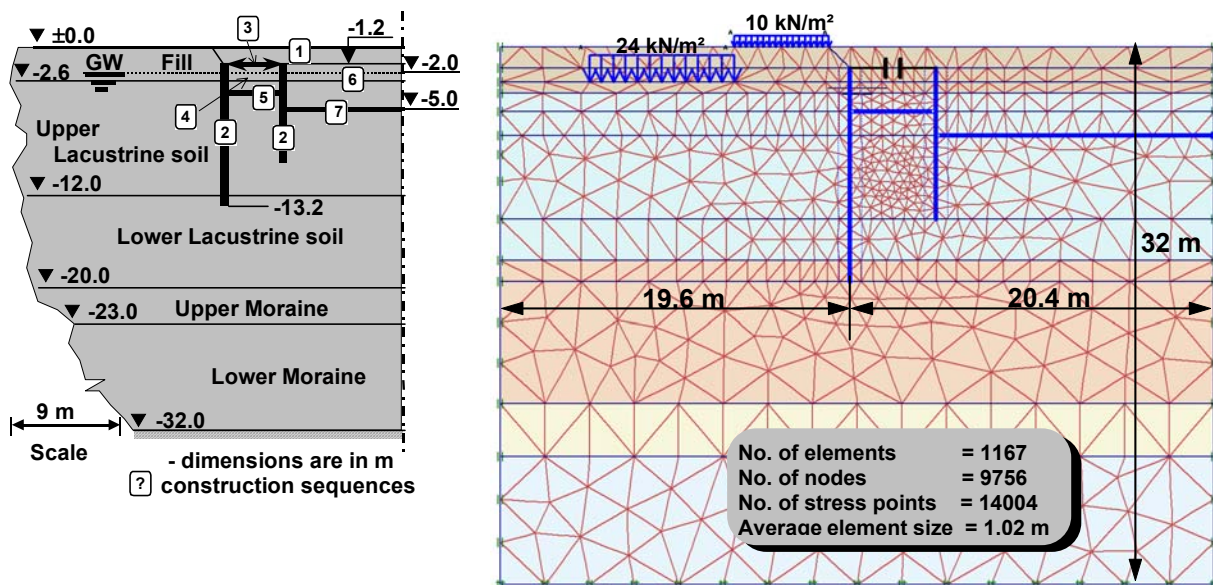 ±0.0
3
1
-1.2
GW
Fill
-2.6
6
-2.0
5
-5.0
4
7
Upper
Lacustrine soil
2
2
-12.0
-13.2
Lower Lacustrine soil
-20.0
Upper Moraine
-23.0
Lower Moraine
9 m
-32.0
Scale
- dimensions are in m
? construction sequences
10 kN/m²
24 kN/m²
32 m
19.6 m
20.4 m
No. of elements = 1167
No. of nodes = 9756
No. of stress points = 14004
Average element size = 1.02 m